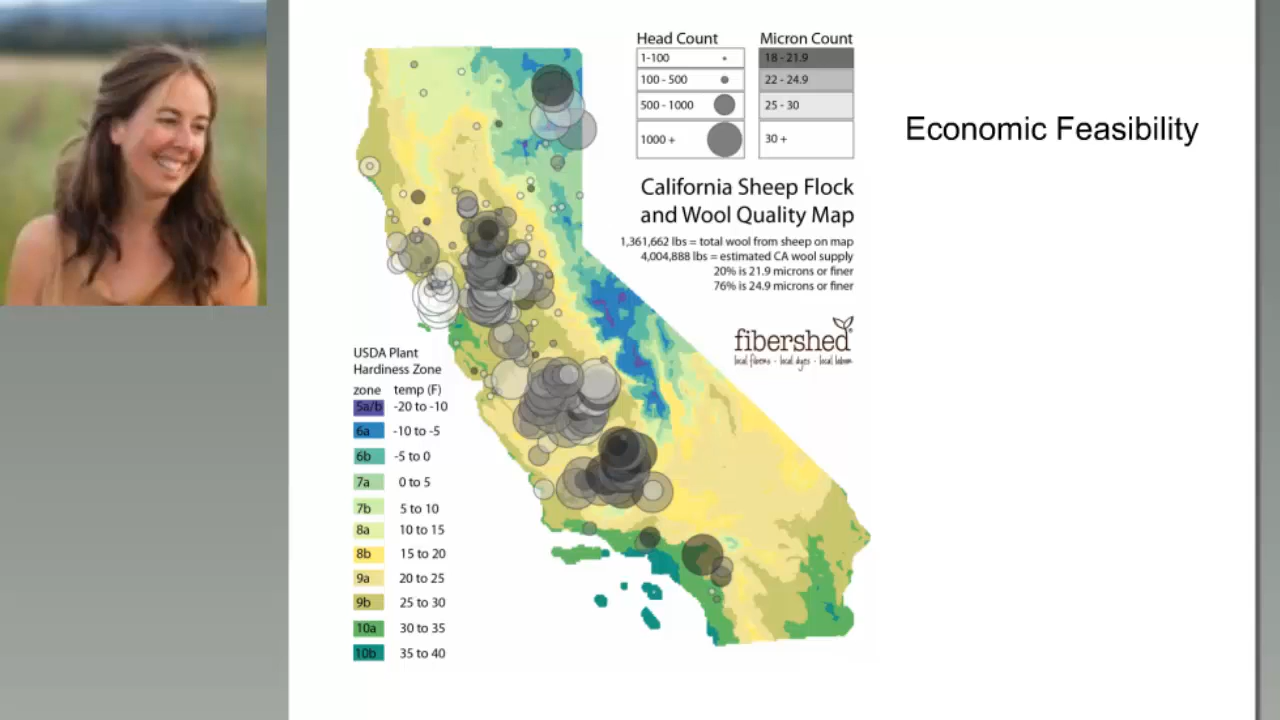 Head Count
1-100
100 - 500
500 - 1000
1000 +
Micron Count
18 - 21.9
22 - 24.9
25 - 30
30 +
Economic Feasibility
California Sheep Flock
and Wool Quality Map
1,361,662 lbs = total wool from sheep on map
4,004,888 lbs = estimated CA wool supply
20% is 21.9 microns or finer
76% is 24.9 microns or finer
fibershed
local fibers · local dyes · local labor
USDA Plant
Hardiness Zone
zone temp (F)
5a/b -20 to -10
6a -10 to -5
6b -5 to 0
7a 0 to 5
7b 5 to 10
8a 10 to 15
8b 15 to 20
9a 20 to 25
9b 25 to 30
10a 30 to 35
10b 35 to 40